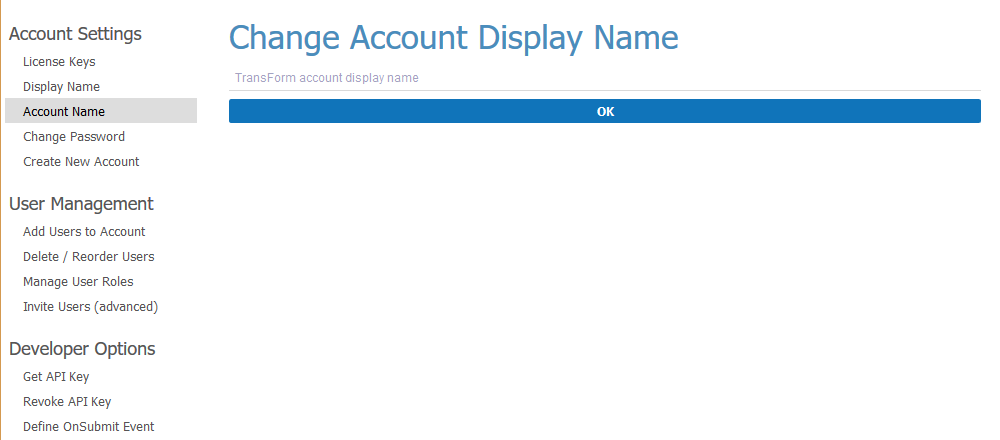 Account Settings
License Keys
Display Name
Account Name
Change Password
Create New Account
User Management
Add Users to Account
Delete / Reorder Users
Manage User Roles
Invite Users (advanced)
Developer Options
Get API Key
Revoke API Key
Define OnSubmit Event
Change Account Display Name
TransForm account display name
OK